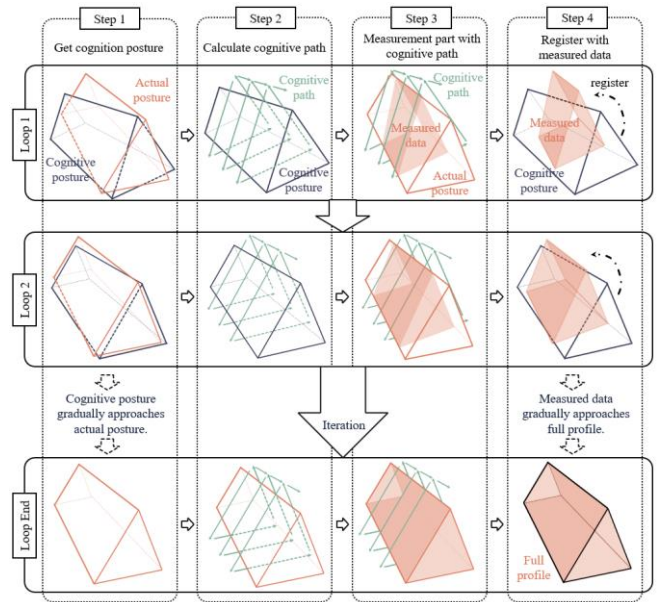 Step 1
Step 2
Step 3
Step 4
Get cognition posture
Calculate cognitive path
Measurement part with
cognitive path
Register with
measured data
Loop 1
Actual
posture
Cognitive
posture
Cognitive
path
Cognitive
posture
Cognitive
path
Measured
data
Actual
posture
register
Measured
data
Cognitive
posture
Loop 2
Cognitive posture
gradually approaches
actual posture.
Iteration
Measured data
gradually approaches
full profile.
Loop End
Full
profile